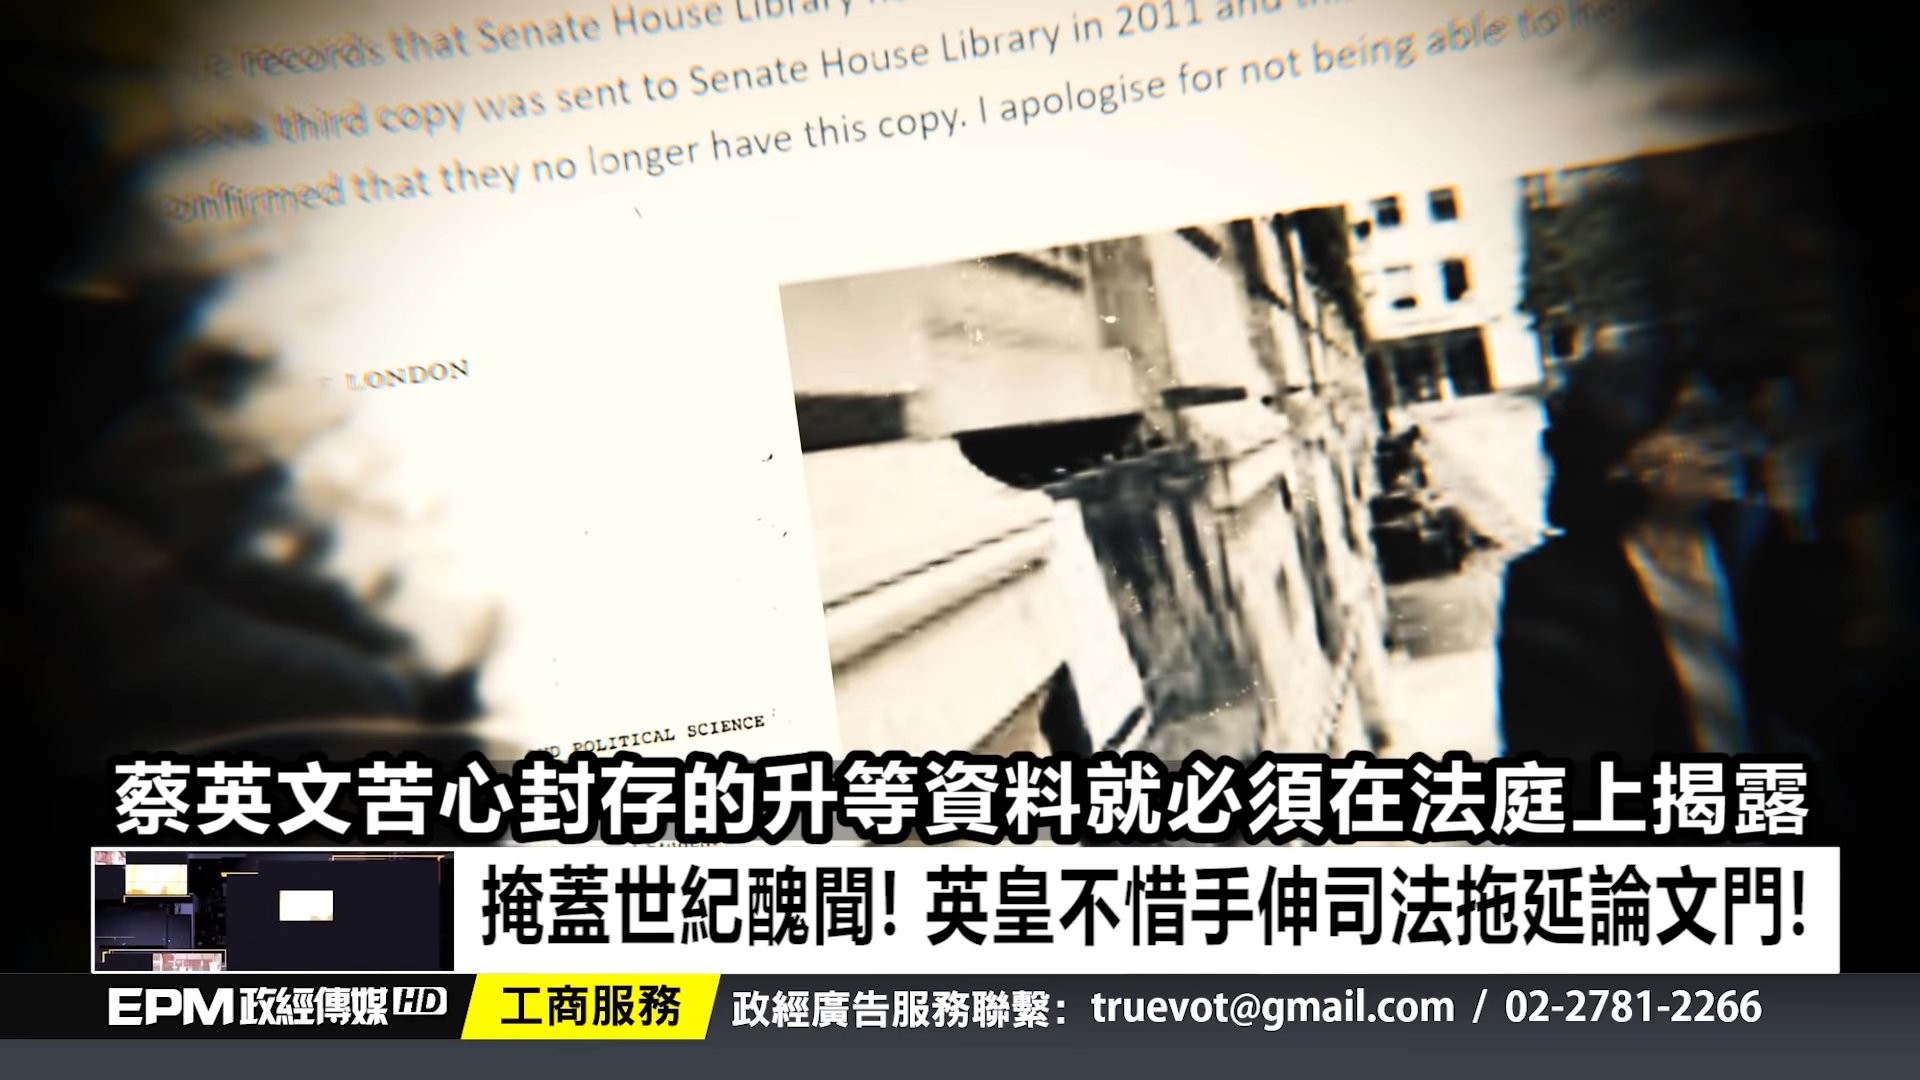 records that Senate House Library
third copy was sent to Senate House Library in 2011 and
confirmed that they no longer have this copy. I apologise for not being able to
LONDON
POLITICAL SCIENCE
蔡英文苦心封存的升等資料就必須在法庭上揭露
掩蓋世紀醜聞! 英皇不惜手伸司法拖延論文門!
EPM政經傳媒HD
工商服務
政經廣告服務聯繫：truevot@gmail.com / 02-2781-2266